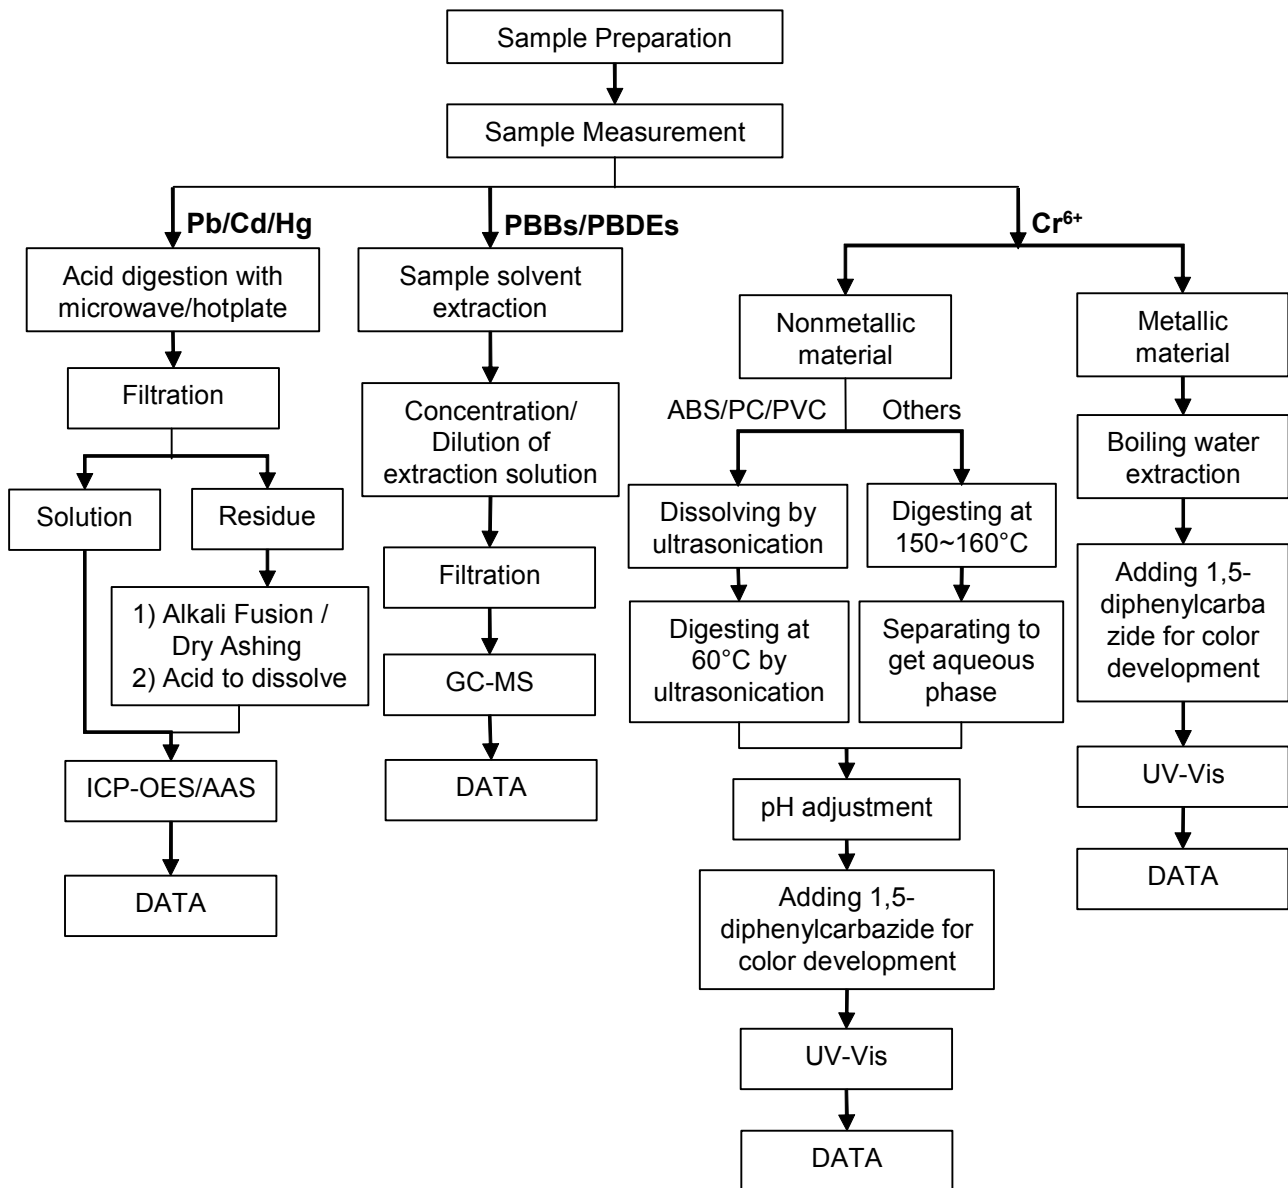 Sample Preparation
Sample Measurement
Pb/Cd/Hg
PBBs/PBDEs
Cr⁶⁺
Acid digestion with
microwave/hotplate
Filtration
Solution
Residue
1) Alkali Fusion /
Dry Ashing
2) Acid to dissolve
ICP-OES/AAS
DATA
Sample solvent
extraction
Concentration/
Dilution of
extraction solution
Filtration
GC-MS
DATA
Nonmetallic
material
ABS/PC/PVC
Others
Dissolving by
ultrasonication
Digesting at
60°C by
ultrasonication
Digesting at
150~160°C
Separating to
get aqueous
phase
pH adjustment
Adding 1,5-
diphenylcarbazide for
color development
UV-Vis
DATA
Metallic
material
Boiling water
extraction
Adding 1,5-
diphenylcarba
zide for color
development
UV-Vis
DATA